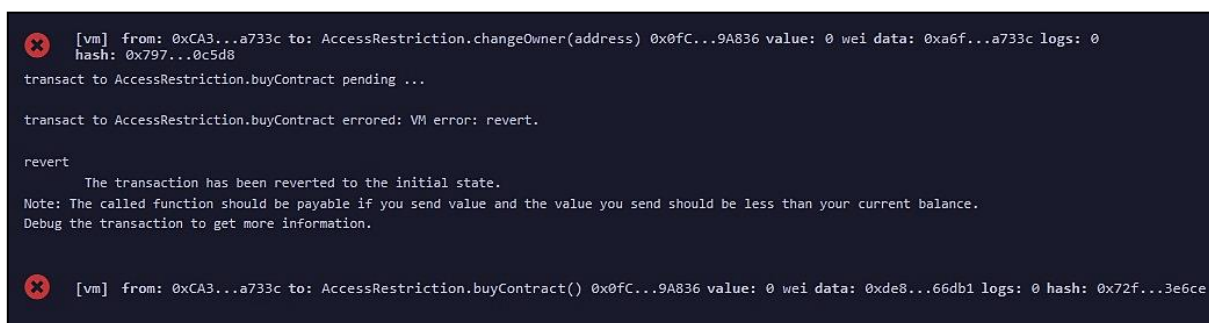 [vm] from: 0xCA3...a733c to: AccessRestriction.changeOwner(address) 0x0fC...9A836 value: 0 wei data: 0xa6f...a733c logs: 0
hash: 0x797...0c5d8
transact to AccessRestriction.buyContract pending ...
transact to AccessRestriction.buyContract errored: VM error: revert.
revert
The transaction has been reverted to the initial state.
Note: The called function should be payable if you send value and the value you send should be less than your current balance.
Debug the transaction to get more information.
[vm] from: 0xCA3...a733c to: AccessRestriction.buyContract() 0x0fC...9A836 value: 0 wei data: 0xde8...66db1 logs: 0 hash: 0x72f...3e6ce